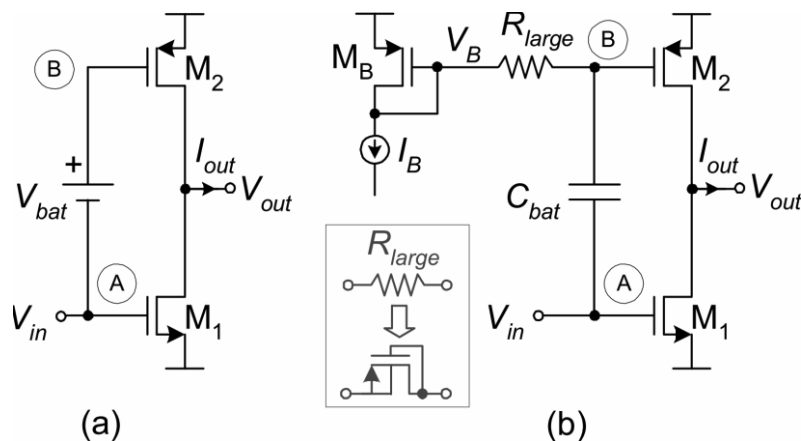 B
M2
+
Vbat
Iout
Vout
A
Vin
M1
(a)
MB
VB
Rlarge
B
M2
IB
Iout
Vout
Cbat
Rlarge
A
Vin
M1
(b)